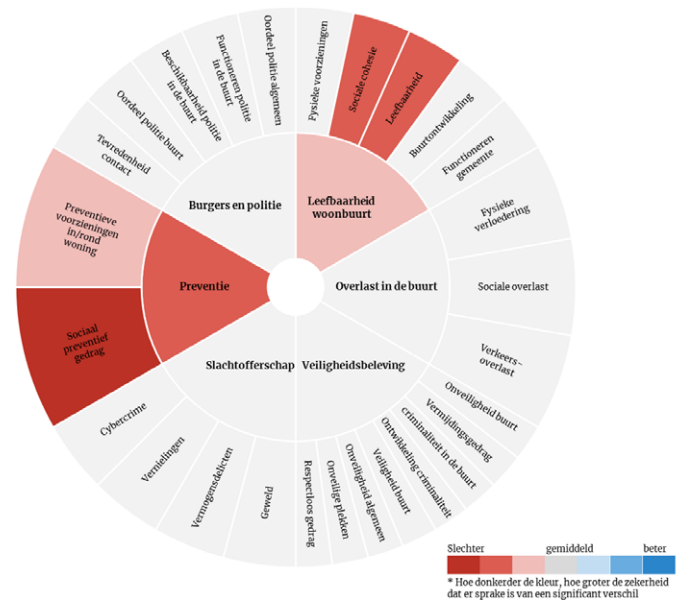 Oordeel politie algemeen
Fysieke voorzieningen
Sociale cohesie
Leefbaarheid
Buurtontwikkeling
Functioneren
gemeente
Fysieke
verloedering
Sociale overlast
Verkeers-
overlast
Onveiligheid buurt
Vermijdingsgedrag
criminaliteit in de buurt
Ontwikkeling criminaliteit
Veiligheid buurt
Onveiligheid algemeen
Onveilige plekken
Respectloos gedrag
Geweld
Vermogensdelicten
Vernielingen
Cybercrime
Sociaal
preventief
gedrag
Preventieve
voorzieningen
in/rond
woning
Tevredenheid
contact
Oordeel politie buurt
Beschikbaarheid politie
in de buurt
Functioneren politie
in de buurt
Burgers en politie
Leefbaarheid
woonbuurt
Preventie
Overlast in de buurt
Slachtofferschap
Veiligheidsbeleving
Slechter
gemiddeld
beter
* Hoe donkerder de kleur, hoe groter de zekerheid
dat er sprake is van een significant verschil